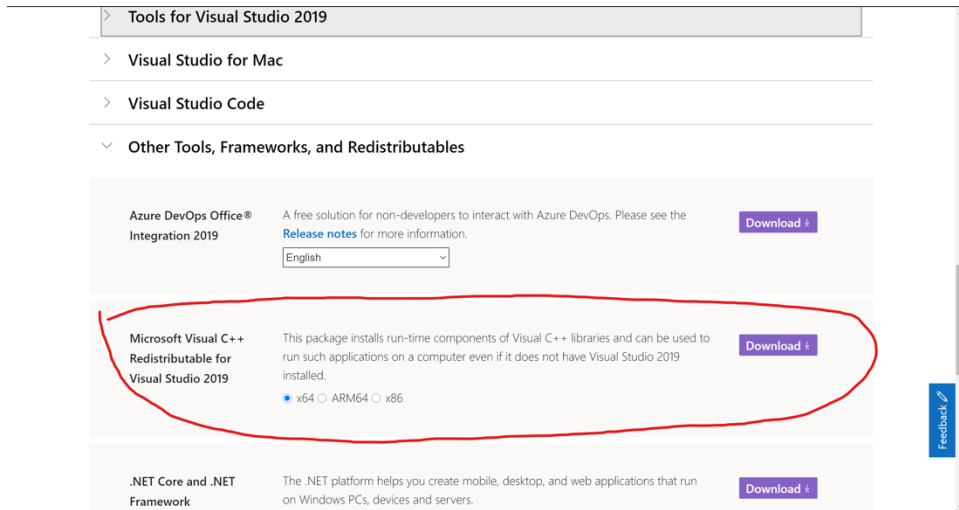 Tools for Visual Studio 2019
Visual Studio for Mac
Visual Studio Code
Other Tools, Frameworks, and Redistributables
Azure DevOps Office®
Integration 2019
A free solution for non-developers to interact with Azure DevOps. Please see the
Release notes for more information.
English
Download
Microsoft Visual C++
Redistributable for
Visual Studio 2019
This package installs run-time components of Visual C++ libraries and can be used to
run such applications on a computer even if it does not have Visual Studio 2019
installed.
x64 ARM64 x86
Download
.NET Core and .NET
Framework
The .NET platform helps you create mobile, desktop, and web applications that run
on Windows PCs, devices and servers.
Download
Feedback